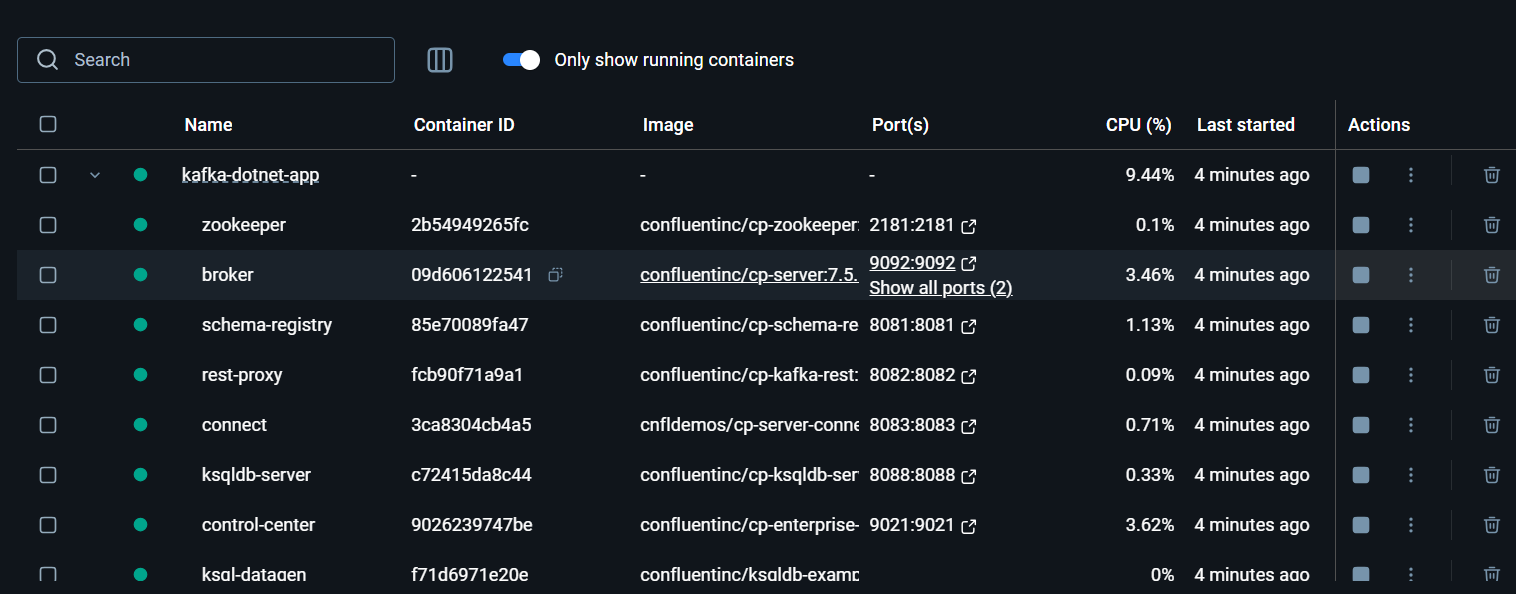 Search
Only show running containers
Name Container ID Image Port(s) CPU (%) Last started Actions
kafka-dotnet-app - - - 9.44% 4 minutes ago
zookeeper 2b54949265fc confluentinc/cp-zookeeper: 2181:2181 0.1% 4 minutes ago
broker 09d606122541 confluentinc/cp-server:7.5. 9092:9092 3.46% 4 minutes ago
Show all ports (2)
schema-registry 85e70089fa47 confluentinc/cp-schema-re 8081:8081 1.13% 4 minutes ago
rest-proxy fcb90f71a9a1 confluentinc/cp-kafka-rest: 8082:8082 0.09% 4 minutes ago
connect 3ca8304cb4a5 cnfldemos/cp-server-conne 8083:8083 0.71% 4 minutes ago
ksqldb-server c72415da8c44 confluentinc/cp-ksqldb-ser 8088:8088 0.33% 4 minutes ago
control-center 9026239747be confluentinc/cp-enterprise- 9021:9021 3.62% 4 minutes ago
ksql-datagen f71d6971e20e confluentinc/ksqldb-examp 0% 4 minutes ago